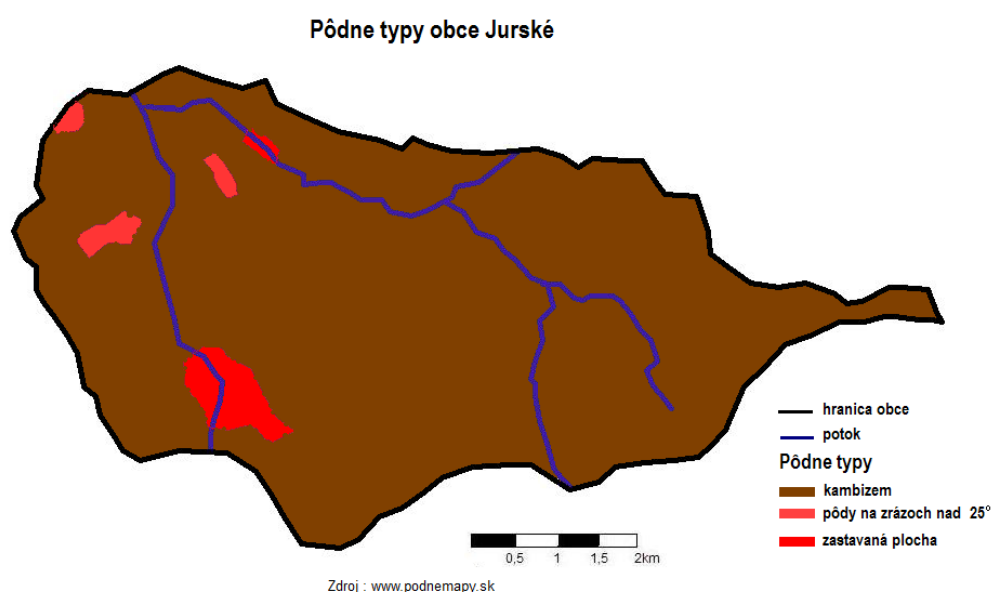 Pôdne typy obce Jurské
hranica obce
potok
Pôdne typy
kambizem
pôdy na zrázoch nad 25°
zastavaná plocha
0,5 1 1,5 2km
Zdroj : www.podnemapy.sk